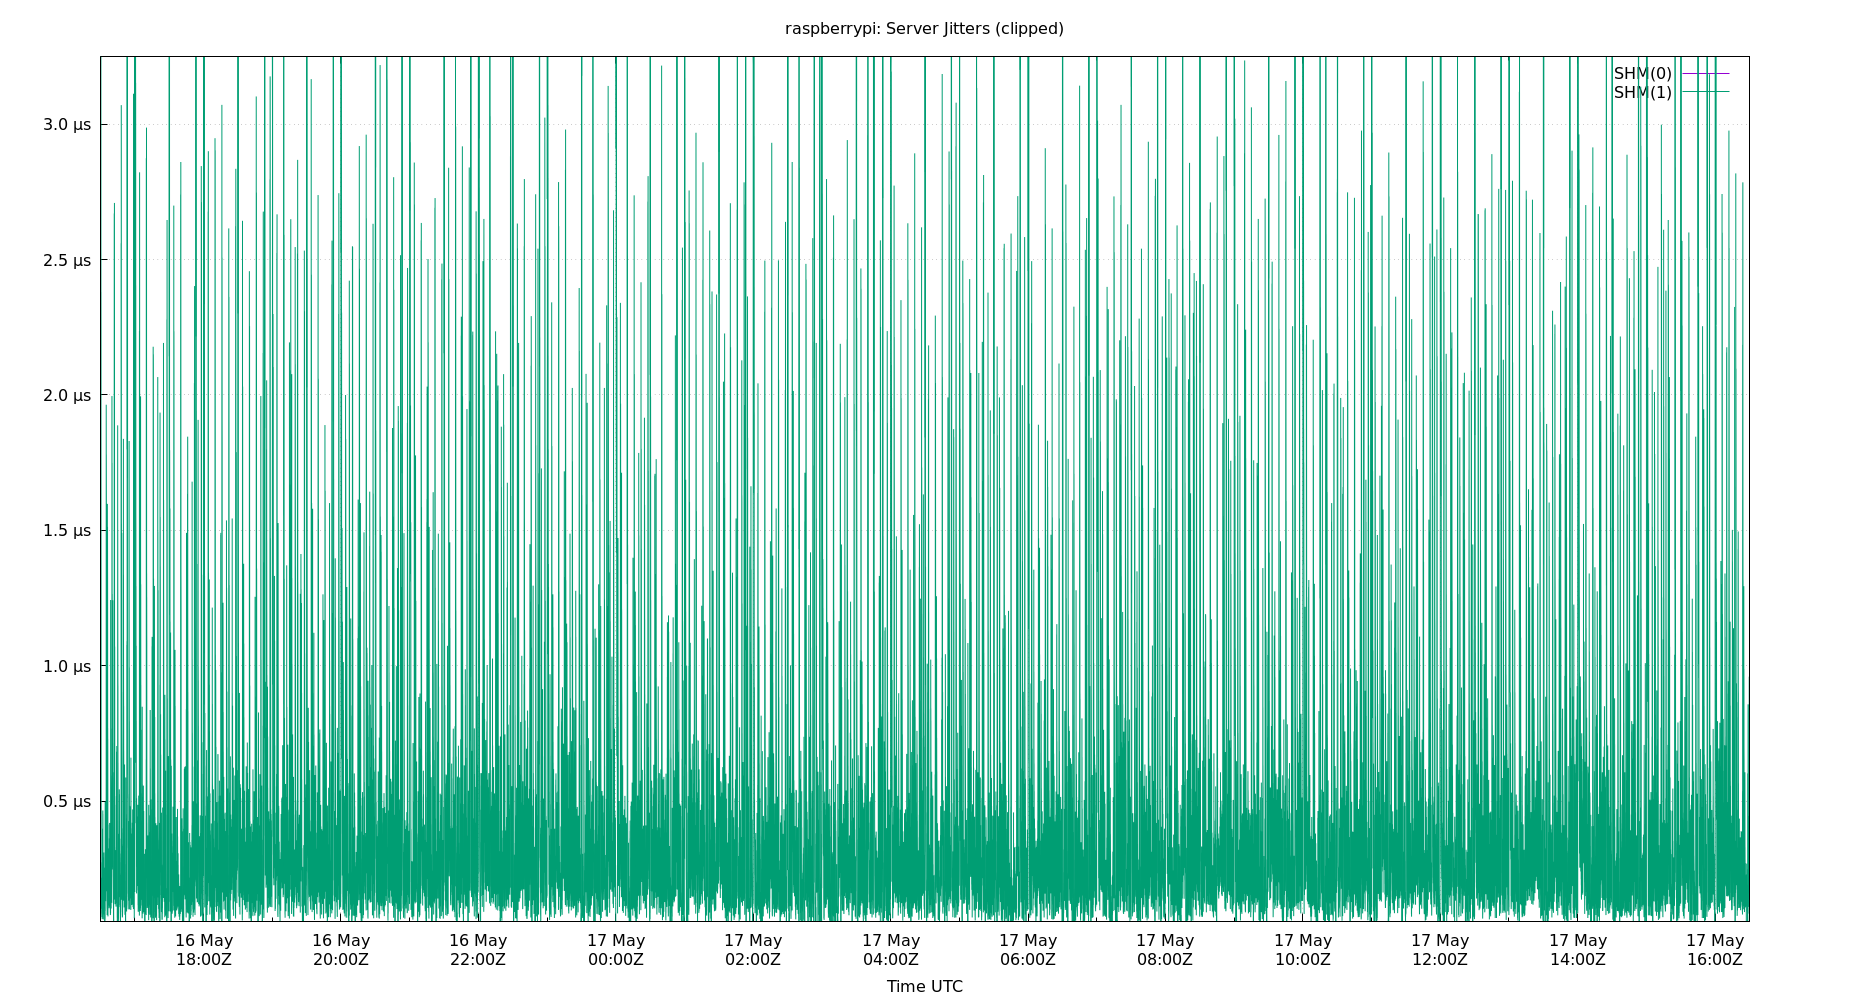 raspberrypi: Server Jitters (clipped)
SHM(0)
SHM(1)
3.0 µs
2.5 µs
2.0 µs
1.5 µs
1.0 µs
0.5 µs
16 May 16 May 16 May 17 May 17 May 17 May 17 May 17 May 17 May 17 May 17 May 17 May
18:00Z 20:00Z 22:00Z 00:00Z 02:00Z 04:00Z 06:00Z 08:00Z 10:00Z 12:00Z 14:00Z 16:00Z
Time UTC